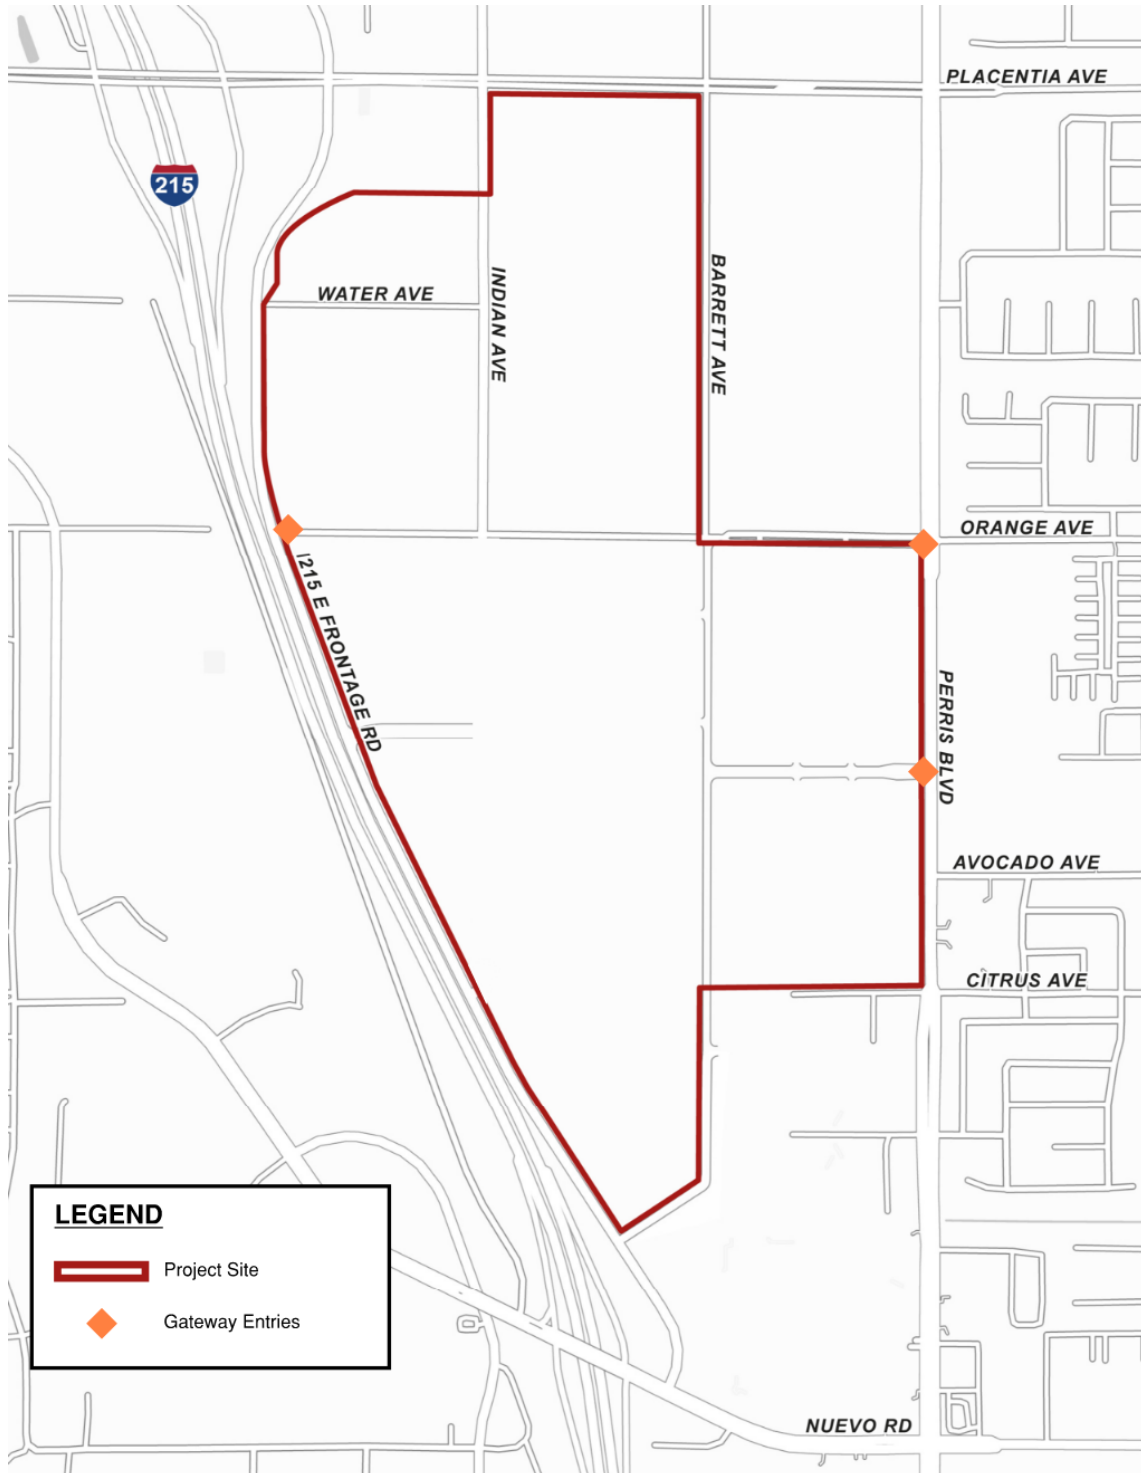 PLACENTIA AVE
215
WATER AVE
INDIAN AVE
BARRETT AVE
ORANGE AVE
I215 E FRONTAGE RD
PERRIS BLVD
AVOCADO AVE
CITRUS AVE
LEGEND
Project Site
Gateway Entries
NUEVO RD